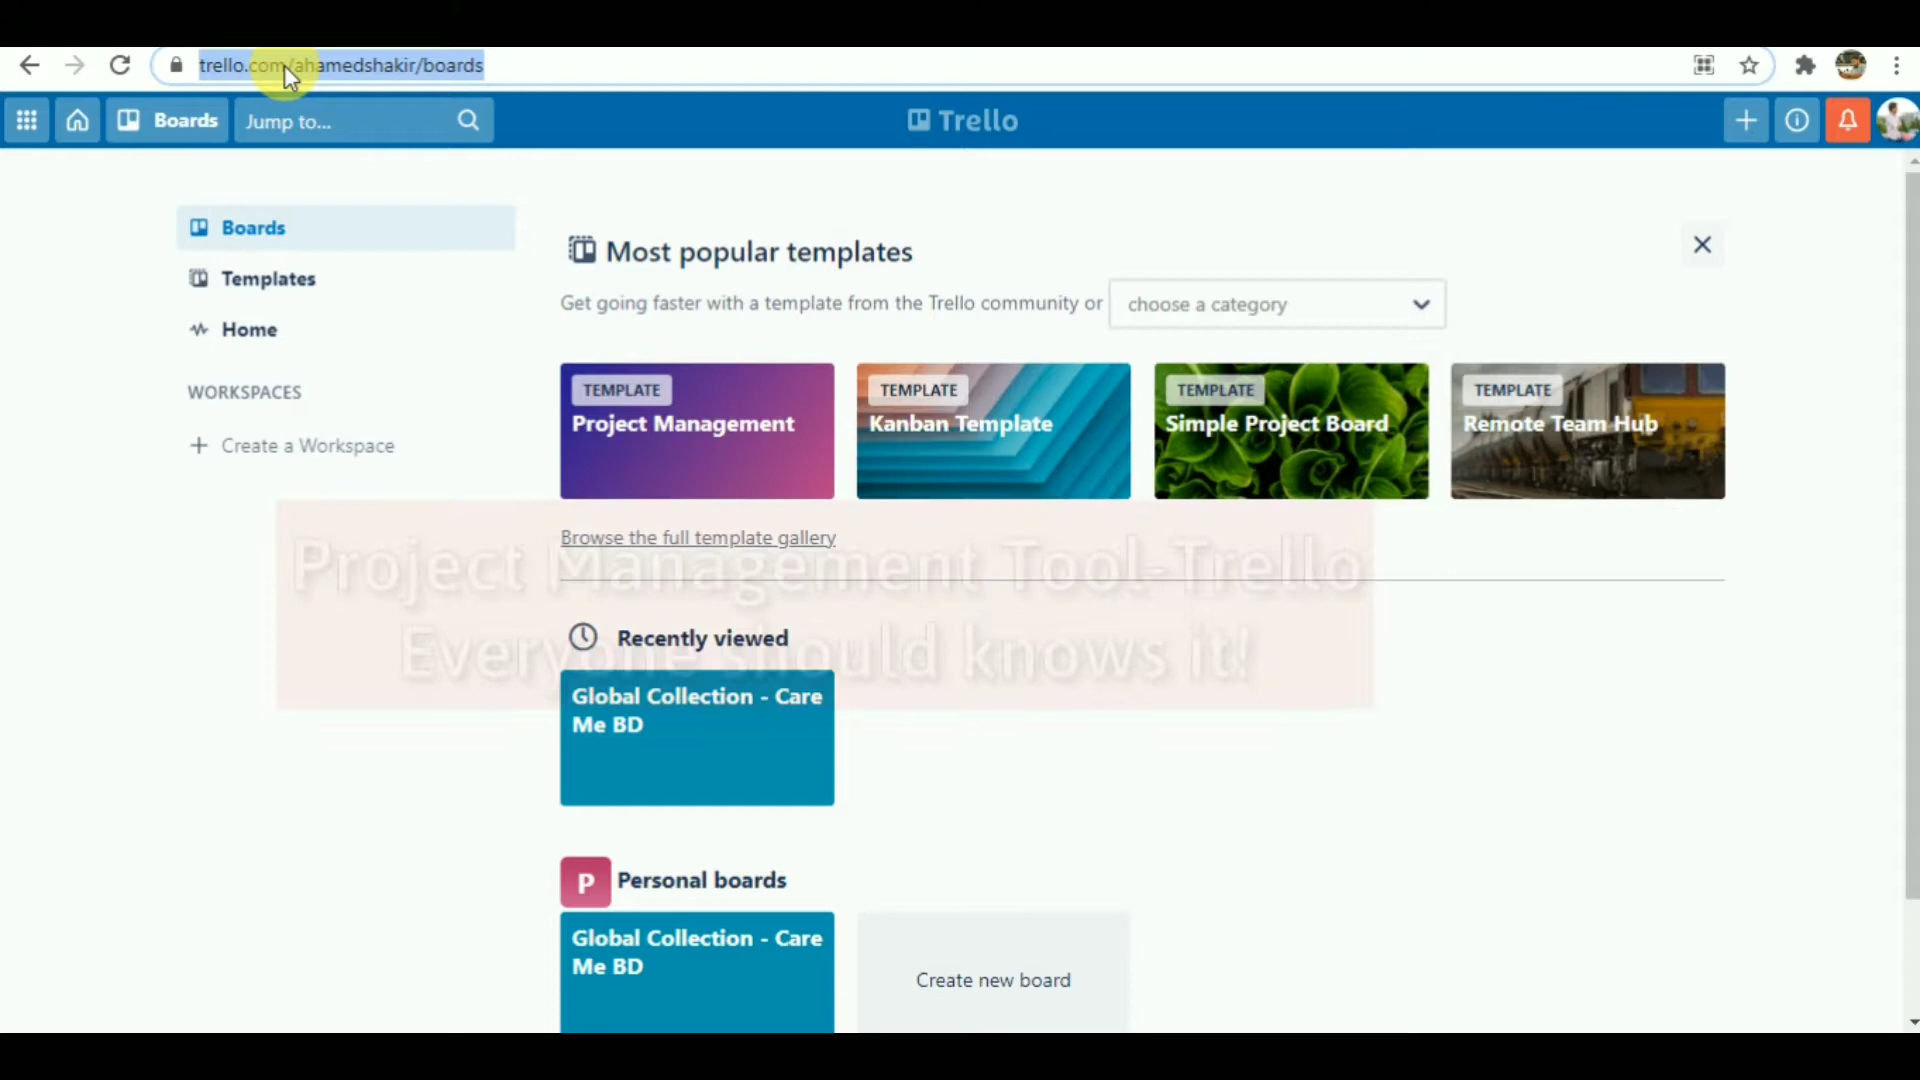 trello.com/ahamedshakir/boards
Boards
Jump to...
Trello
Boards
Templates
Home
WORKSPACES
Create a Workspace
Most popular templates
Get going faster with a template from the Trello community or
choose a category
TEMPLATE
Project Management
TEMPLATE
Kanban Template
TEMPLATE
Simple Project Board
TEMPLATE
Remote Team Hub
Browse the full template gallery
Project Management Tool-Trello
Everyone should knows it!
Recently viewed
Global Collection - Care
Me BD
P
Personal boards
Global Collection - Care
Me BD
Create new board